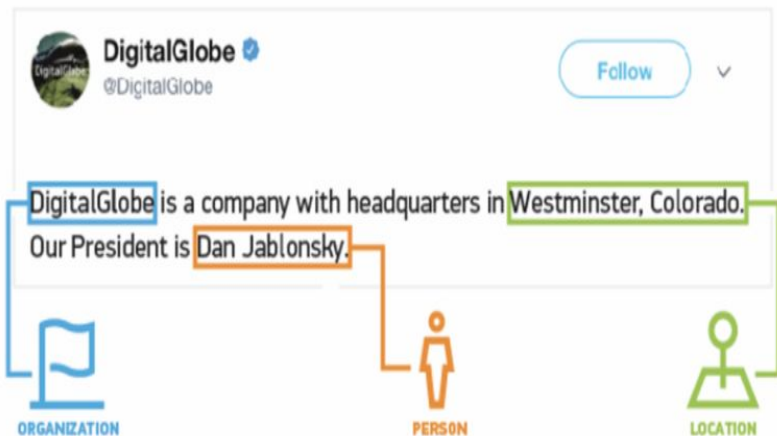 DigitalGlobe
@DigitalGlobe
Follow
DigitalGlobe
DigitalGlobe is a company with headquarters in Westminster, Colorado.
Our President is Dan Jablonsky.
ORGANIZATION
PERSON
LOCATION